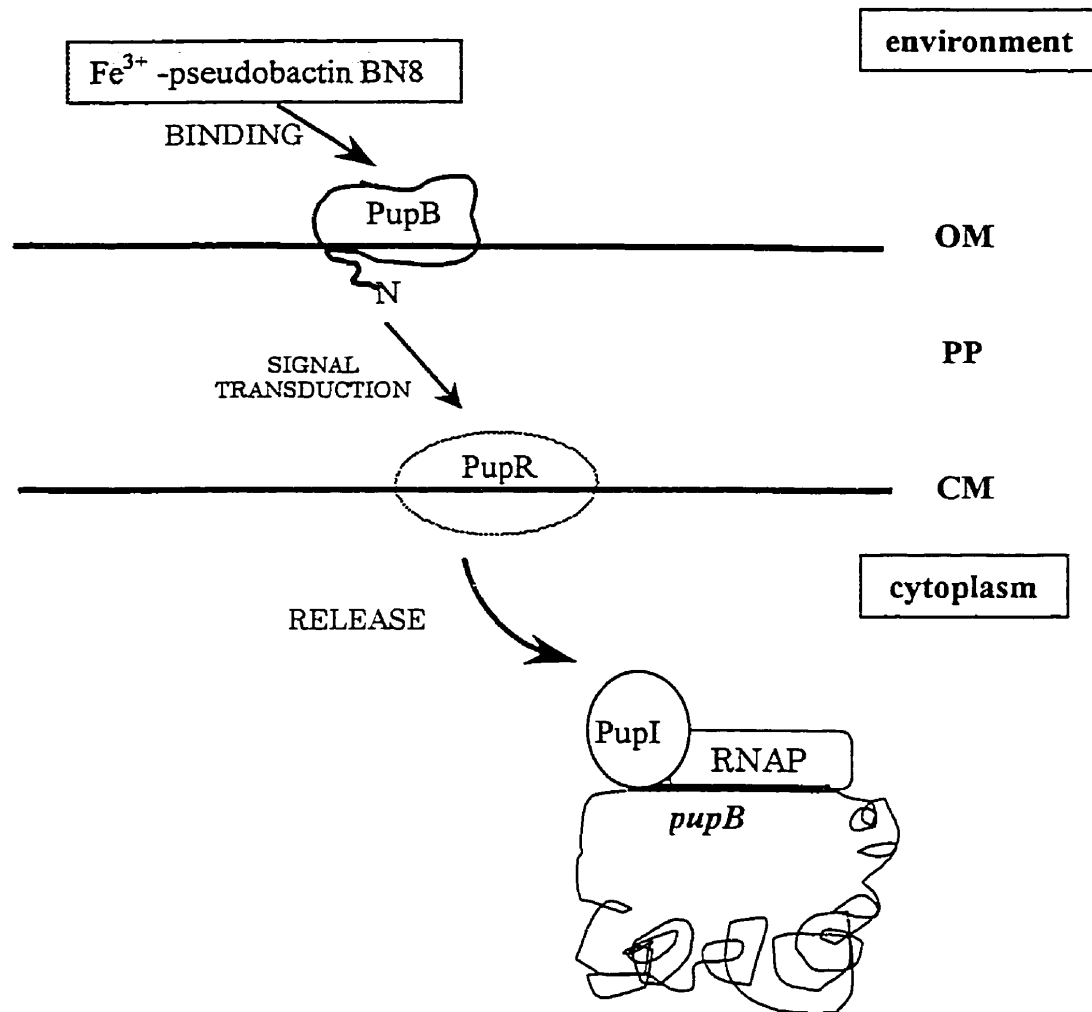 environment
Fe³⁺ -pseudobactin BN8
BINDING
PupB
OM
N
PP
SIGNAL
TRANSDUCTION
PupR
CM
cytoplasm
RELEASE
PupI
RNAP
pupB